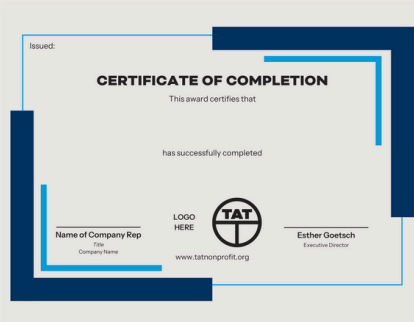 Issued:
CERTIFICATE OF COMPLETION
This award certifies that
has successfully completed
Name of Company Rep
Title
Company Name
LOGO
HERE
TAT
www.tatnonprofit.org
Esther Goetsch
Executive Director